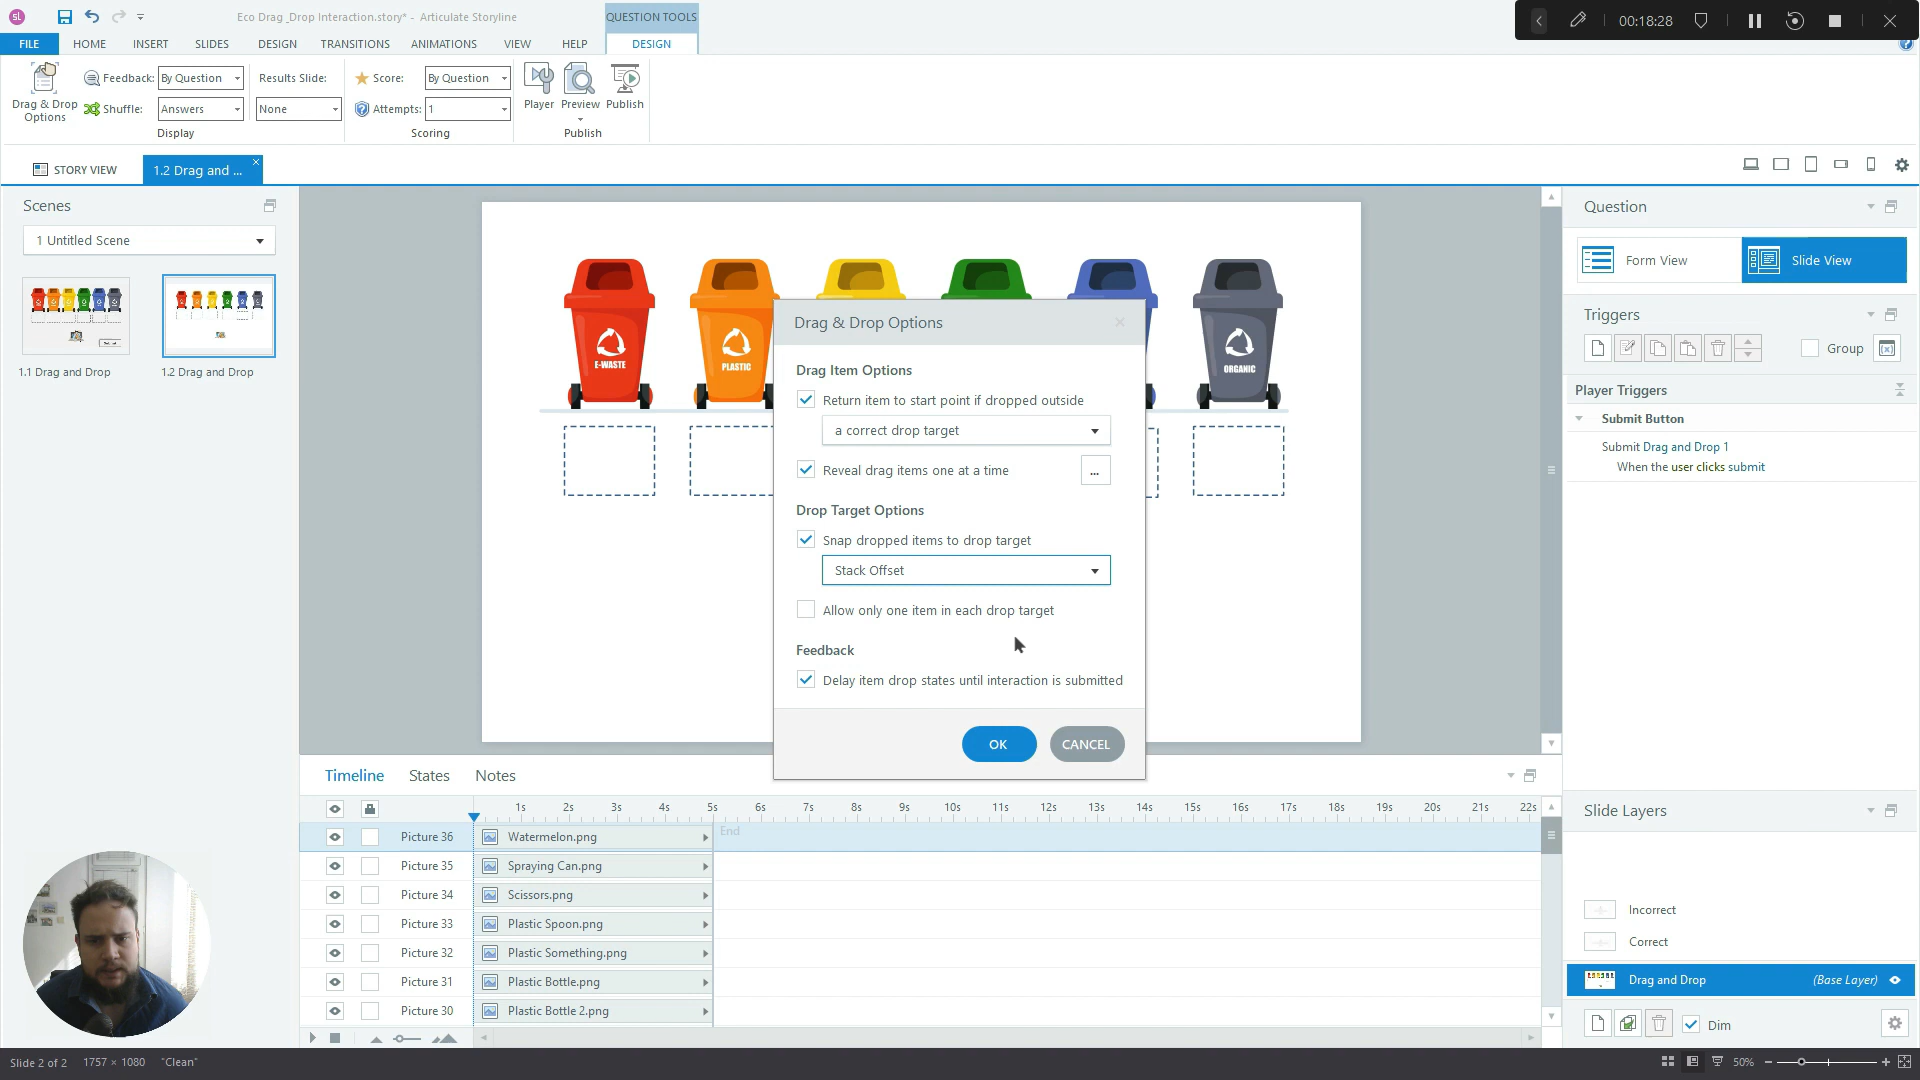 Eco Drag _Drop Interaction.story* - Articulate Storyline
QUESTION TOOLS
00:18:28
FILE HOME INSERT SLIDES DESIGN TRANSITIONS ANIMATIONS VIEW HELP DESIGN
Drag & Drop
Options
Feedback: By Question
Shuffle: Answers
Display
Results Slide:
None
Score: By Question
Attempts: 1
Scoring
Player Preview Publish
Publish
STORY VIEW
1.2 Drag and ...
Scenes
1 Untitled Scene
1.1 Drag and Drop
1.2 Drag and Drop
E-WASTE
PLASTIC
ORGANIC
Drag & Drop Options
Drag Item Options
Return item to start point if dropped outside
a correct drop target
Reveal drag items one at a time
...
Drop Target Options
Snap dropped items to drop target
Stack Offset
Allow only one item in each drop target
Feedback
Delay item drop states until interaction is submitted
OK
CANCEL
Question
Form View
Slide View
Triggers
Group
Player Triggers
Submit Button
Submit Drag and Drop 1
When the user clicks submit
Timeline States Notes
1s 2s 3s 4s 5s 6s 7s 8s 9s 10s 11s 12s 13s 14s 15s 16s 17s 18s 19s 20s 21s 22s
Picture 36 Watermelon.png End
Picture 35 Spraying Can.png
Picture 34 Scissors.png
Picture 33 Plastic Spoon.png
Picture 32 Plastic Something.png
Picture 31 Plastic Bottle.png
Picture 30 Plastic Bottle 2.png
Slide Layers
Incorrect
Correct
Drag and Drop (Base Layer)
Dim
Slide 2 of 2 1757 × 1080 "Clean"
50%